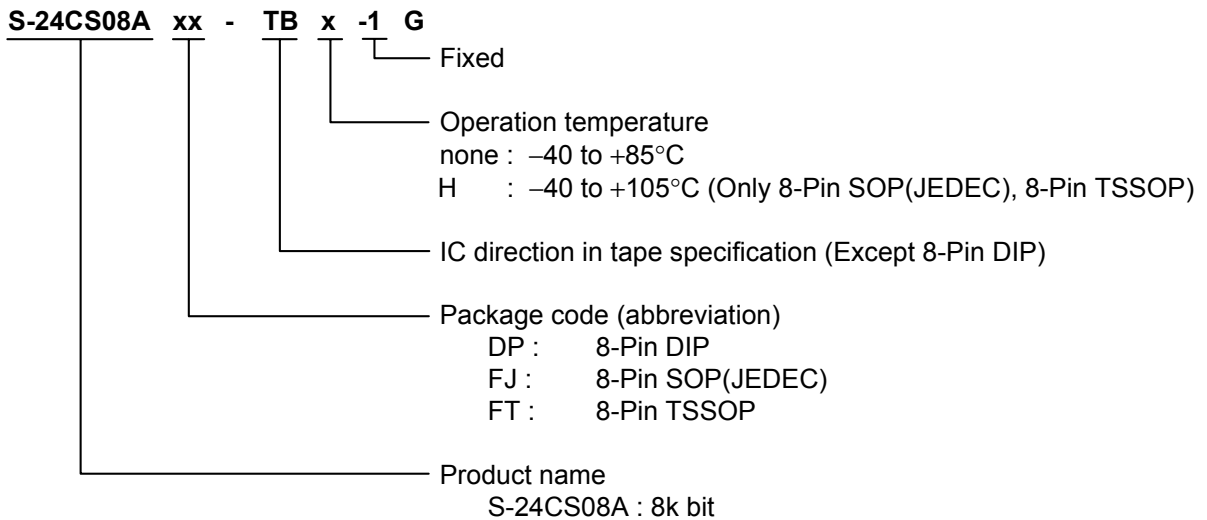 S-24CS08A xx - TB x -1 G
Fixed
Operation temperature
none : −40 to +85°C
H : −40 to +105°C (Only 8-Pin SOP(JEDEC), 8-Pin TSSOP)
IC direction in tape specification (Except 8-Pin DIP)
Package code (abbreviation)
DP : 8-Pin DIP
FJ : 8-Pin SOP(JEDEC)
FT : 8-Pin TSSOP
Product name
S-24CS08A : 8k bit